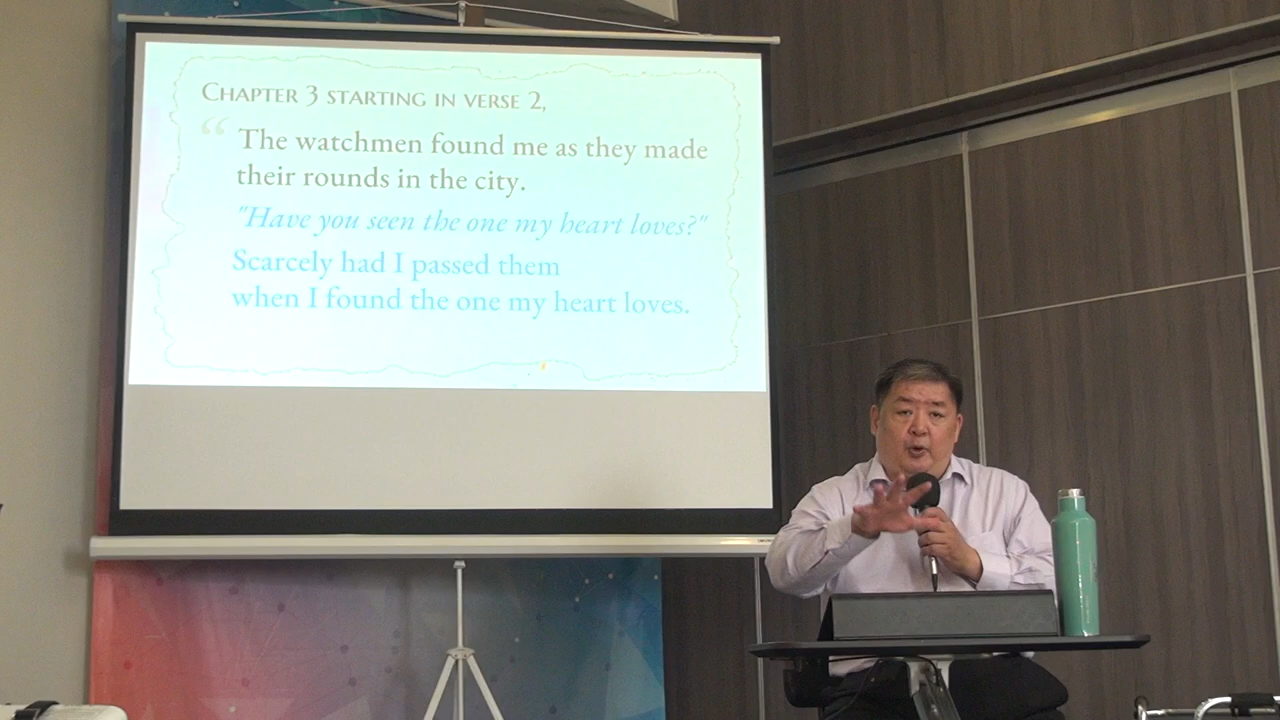 Chapter 3 starting in verse 2,
“ The watchmen found me as they made
their rounds in the city.
"Have you seen the one my heart loves?"
Scarcely had I passed them
when I found the one my heart loves.